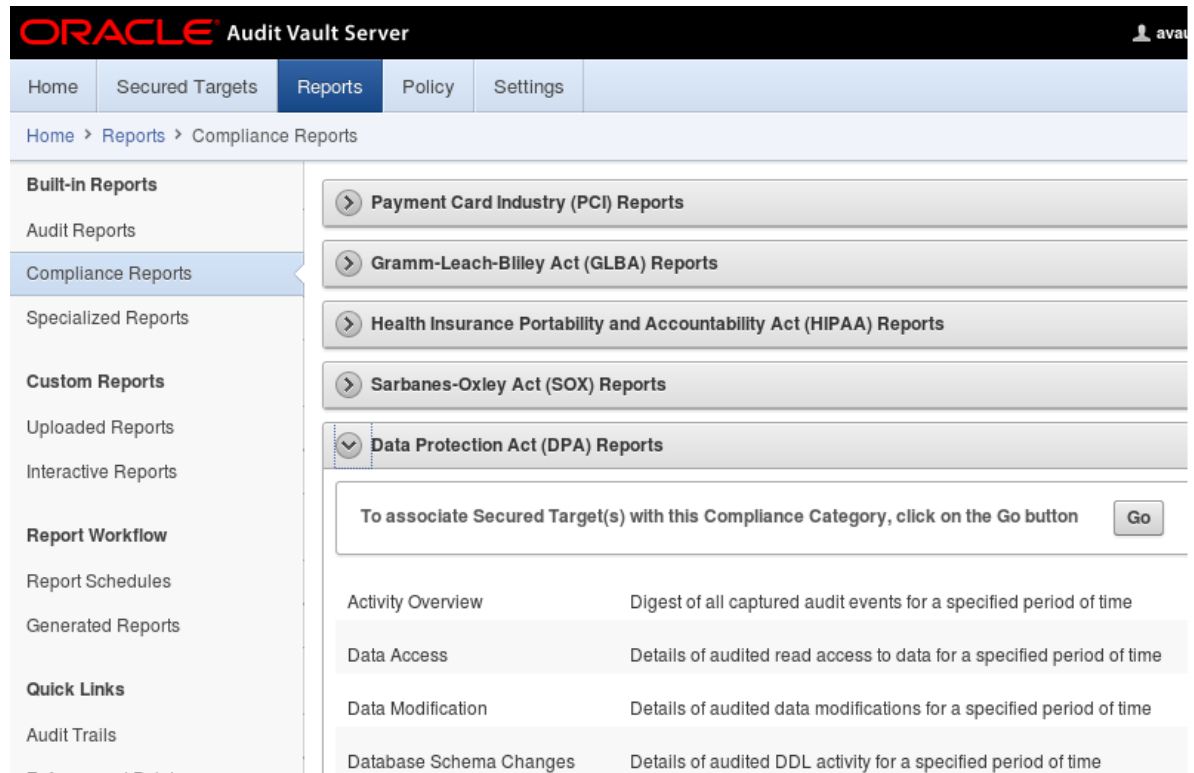 ORACLE Audit Vault Server
Home Secured Targets Reports Policy Settings
Home > Reports > Compliance Reports
Built-in Reports
Audit Reports
Compliance Reports
Specialized Reports
Custom Reports
Uploaded Reports
Interactive Reports
Report Workflow
Report Schedules
Generated Reports
Quick Links
Audit Trails
Payment Card Industry (PCI) Reports
Gramm-Leach-Bliley Act (GLBA) Reports
Health Insurance Portability and Accountability Act (HIPAA) Reports
Sarbanes-Oxley Act (SOX) Reports
Data Protection Act (DPA) Reports
To associate Secured Target(s) with this Compliance Category, click on the Go button Go
Activity Overview Digest of all captured audit events for a specified period of time
Data Access Details of audited read access to data for a specified period of time
Data Modification Details of audited data modifications for a specified period of time
Database Schema Changes Details of audited DDL activity for a specified period of time